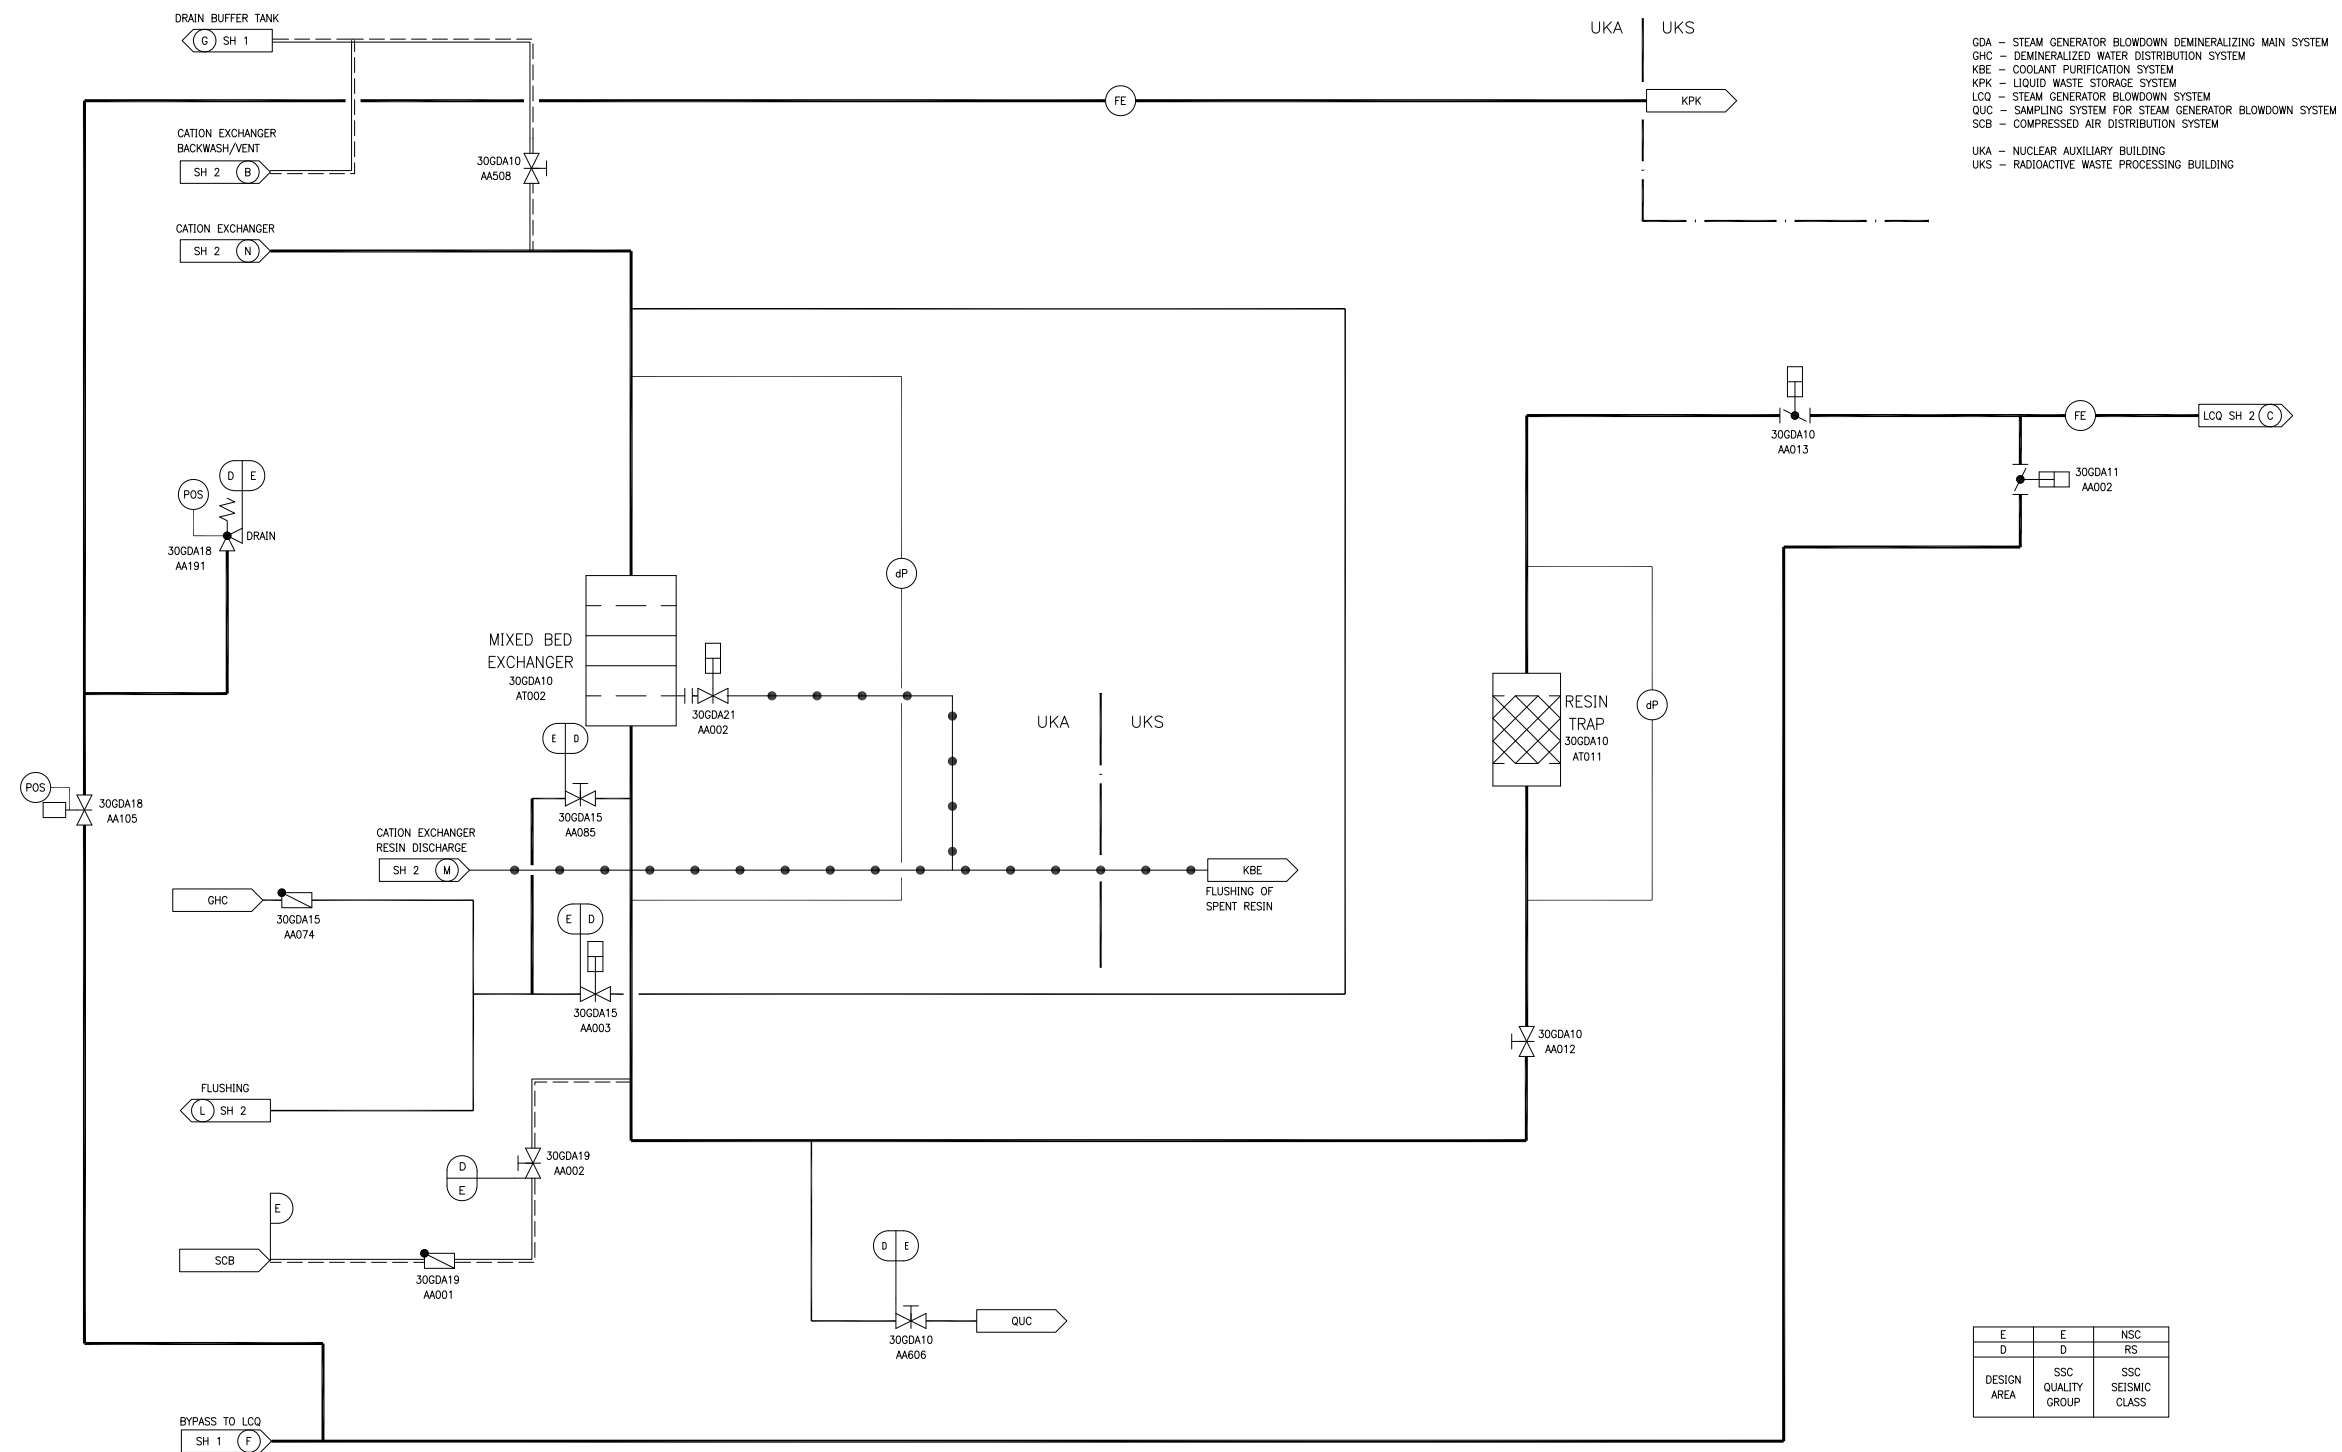 DRAIN BUFFER TANK
G SH 1
UKA UKS
GDA – STEAM GENERATOR BLOWDOWN DEMINERALIZING MAIN SYSTEM
GHC – DEMINERALIZED WATER DISTRIBUTION SYSTEM
KBE – COOLANT PURIFICATION SYSTEM
KPK – LIQUID WASTE STORAGE SYSTEM
LCQ – STEAM GENERATOR BLOWDOWN SYSTEM
QUC – SAMPLING SYSTEM FOR STEAM GENERATOR BLOWDOWN SYSTEM
SCB – COMPRESSED AIR DISTRIBUTION SYSTEM
UKA – NUCLEAR AUXILIARY BUILDING
UKS – RADIOACTIVE WASTE PROCESSING BUILDING
FE
KPK
CATION EXCHANGER
BACKWASH/VENT
SH 2 B
30GDA10
AA508
CATION EXCHANGER
SH 2 N
30GDA10
AA013
FE
LCQ SH 2 C
30GDA11
AA002
D E
POS
DRAIN
30GDA18
AA191
dP
MIXED BED
EXCHANGER
30GDA10
AT002
30GDA21
AA002
UKA UKS
RESIN
TRAP
30GDA10
AT011
dP
E D
30GDA15
AA085
POS
30GDA18
AA105
CATION EXCHANGER
RESIN DISCHARGE
SH 2 M
KBE
FLUSHING OF
SPENT RESIN
GHC
30GDA15
AA074
E D
30GDA15
AA003
30GDA10
AA012
FLUSHING
L SH 2
30GDA19
AA002
D
E
E
SCB
30GDA19
AA001
D E
30GDA10
AA606
QUC
E E NSC
D D RS
DESIGN
AREA
SSC
QUALITY
GROUP
SSC
SEISMIC
CLASS
BYPASS TO LCQ
SH 1 F